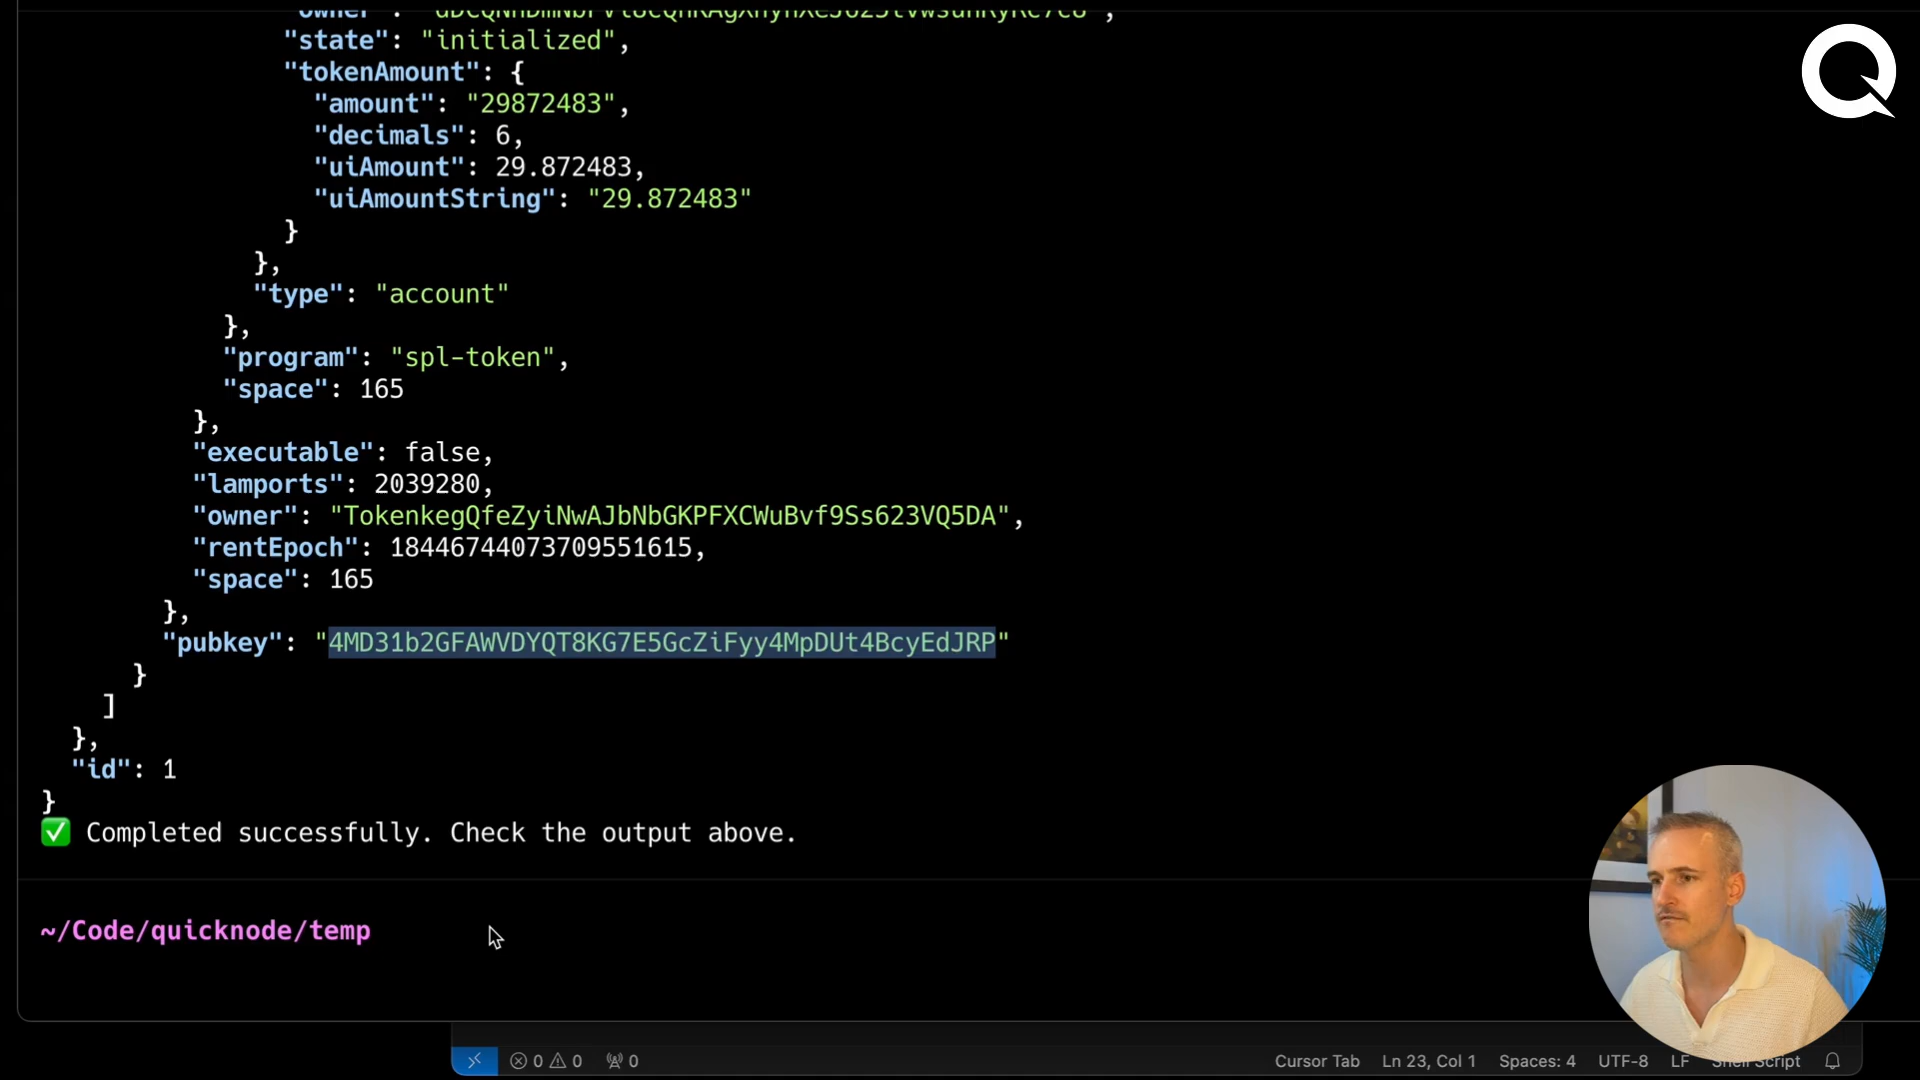 "state": "initialized",
"tokenAmount": {
"amount": "29872483",
"decimals": 6,
"uiAmount": 29.872483,
"uiAmountString": "29.872483"
}
},
"type": "account"
},
"program": "spl-token",
"space": 165
},
"executable": false,
"lamports": 2039280,
"owner": "TokenkegQfeZyiNwAJbNbGKPFXCWuBvf9Ss623VQ5DA",
"rentEpoch": 18446744073709551615,
"space": 165
},
"pubkey": "4MD31b2GFAWVDYQT8KG7E5GcZiFyy4MpDUt4BcyEdJRP"
}
]
},
"id": 1
}
✅ Completed successfully. Check the output above.
~/Code/quicknode/temp
0 0 0 Cursor Tab Ln 23, Col 1 Spaces: 4 UTF-8 LF Shell Script